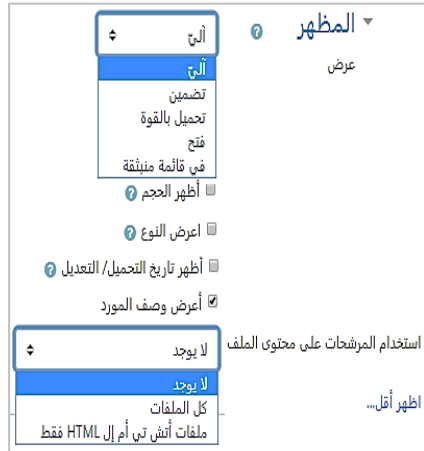 المظهر
عرض
آليّ
آليّ
تضمين
تحميل بالقوة
فتح
في قائمة منبثقة
أظهر الحجم
اعرض النوع
أظهر تاريخ التحميل/ التعديل
أعرض وصف المورد
استخدام المرشحات على محتوى الملف
لا يوجد
لا يوجد
كل الملفات
ملفات أتش تي أم إل HTML فقط
اظهر أقل...